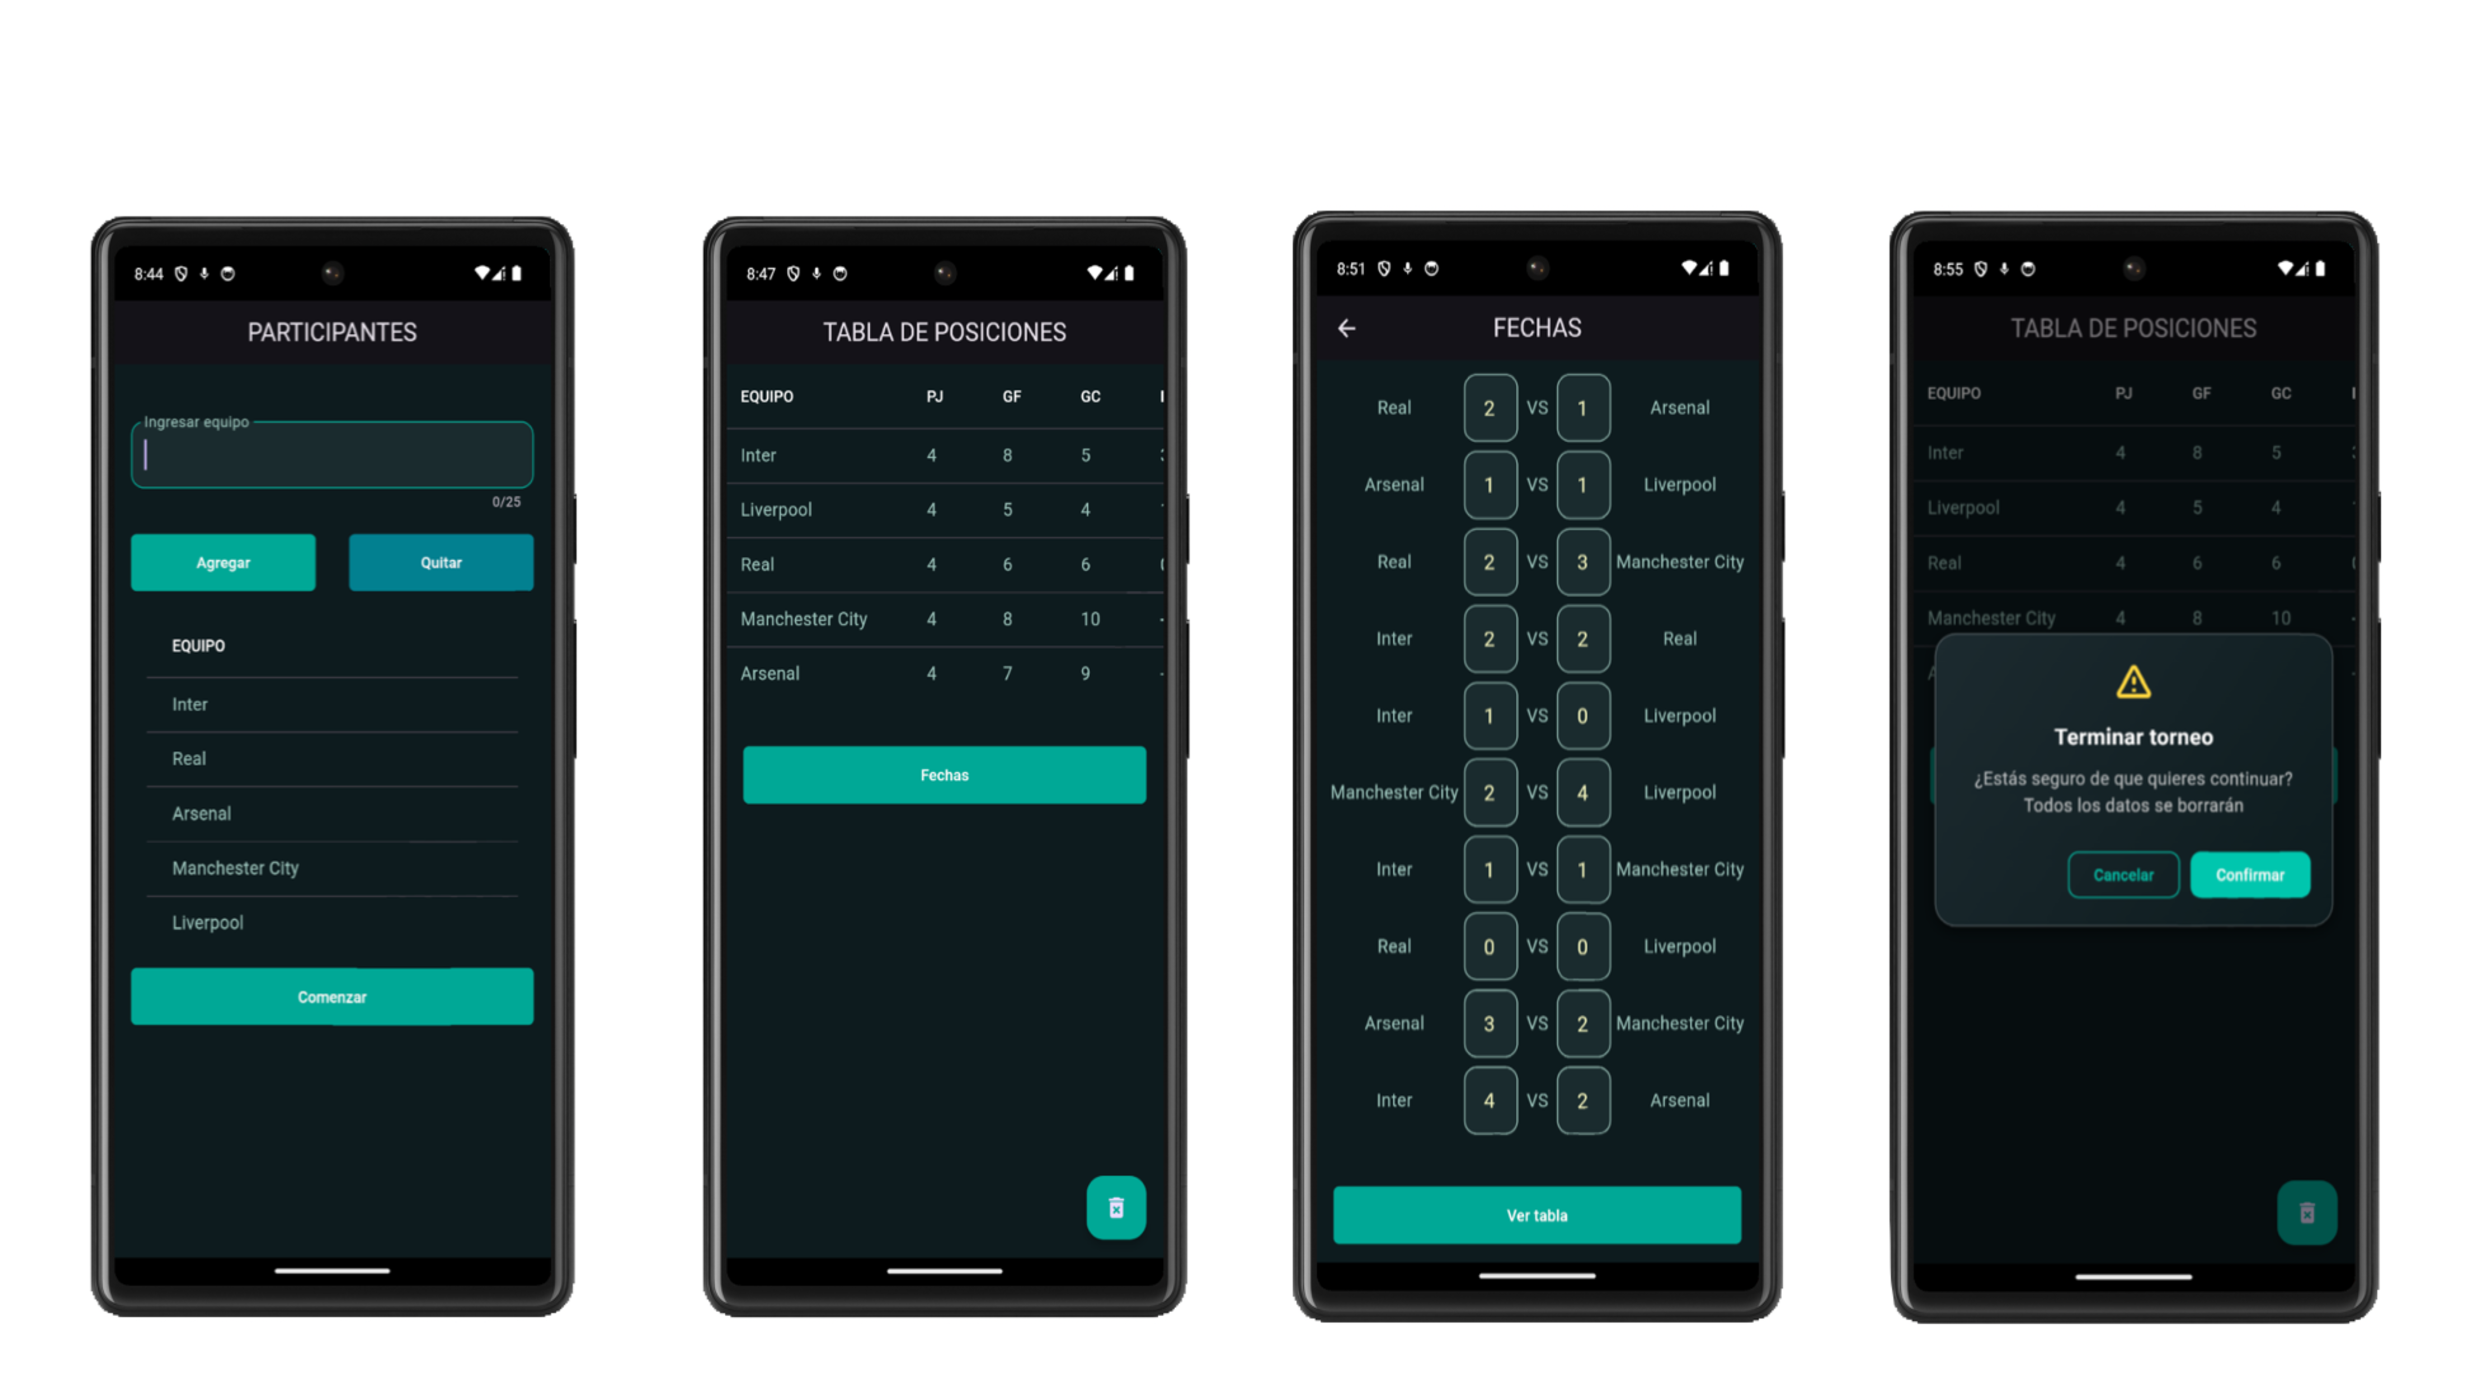 8:44
PARTICIPANTES
Ingresar equipo
0/25
Agregar Quitar
EQUIPO
Inter
Real
Arsenal
Manchester City
Liverpool
Comenzar
8:47
TABLA DE POSICIONES
EQUIPO PJ GF GC
Inter 4 8 5
Liverpool 4 5 4
Real 4 6 6
Manchester City 4 8 10
Arsenal 4 7 9
Fechas
8:51
FECHAS
Real 2 VS 1 Arsenal
Arsenal 1 VS 1 Liverpool
Real 2 VS 3 Manchester City
Inter 2 VS 2 Real
Inter 1 VS 0 Liverpool
Manchester City 2 VS 4 Liverpool
Inter 1 VS 1 Manchester City
Real 0 VS 0 Liverpool
Arsenal 3 VS 2 Manchester City
Inter 4 VS 2 Arsenal
Ver tabla
8:55
TABLA DE POSICIONES
EQUIPO PJ GF GC
Inter 4 8 5
Liverpool 4 5 4
Real 4 6 6
Manchester City 4 8 10
Terminar torneo
¿Estás seguro de que quieres continuar?
Todos los datos se borrarán
Cancelar Confirmar